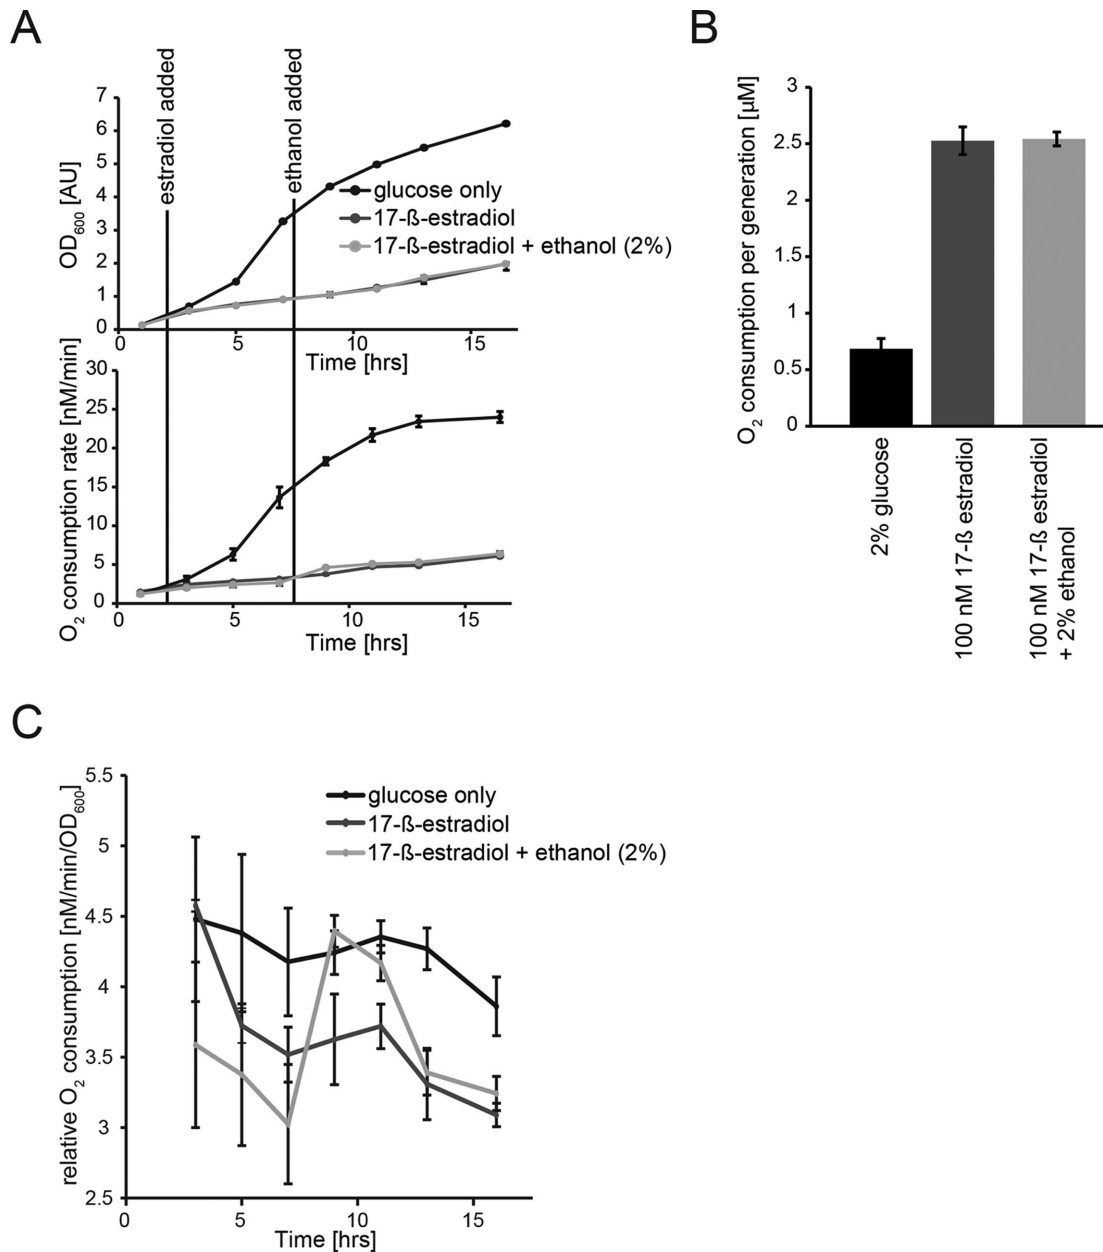 A
estradiol added
ethanol added
OD600 [AU]
7
6
5
4
3
2
1
0
glucose only
17-ß-estradiol
17-ß-estradiol + ethanol (2%)
0
5
10
15
Time [hrs]
O2 consumption rate [nM/min]
30
25
20
15
10
5
0
0
5
10
15
Time [hrs]
B
O2 consumption per generation [µM]
3
2.5
2
1.5
1
0.5
0
2% glucose
100 nM 17-ß estradiol
100 nM 17-ß estradiol
+ 2% ethanol
C
relative O2 consumption [nM/min/OD600]
5.5
5
4.5
4
3.5
3
2.5
glucose only
17-ß-estradiol
17-ß-estradiol + ethanol (2%)
0
5
10
15
Time [hrs]